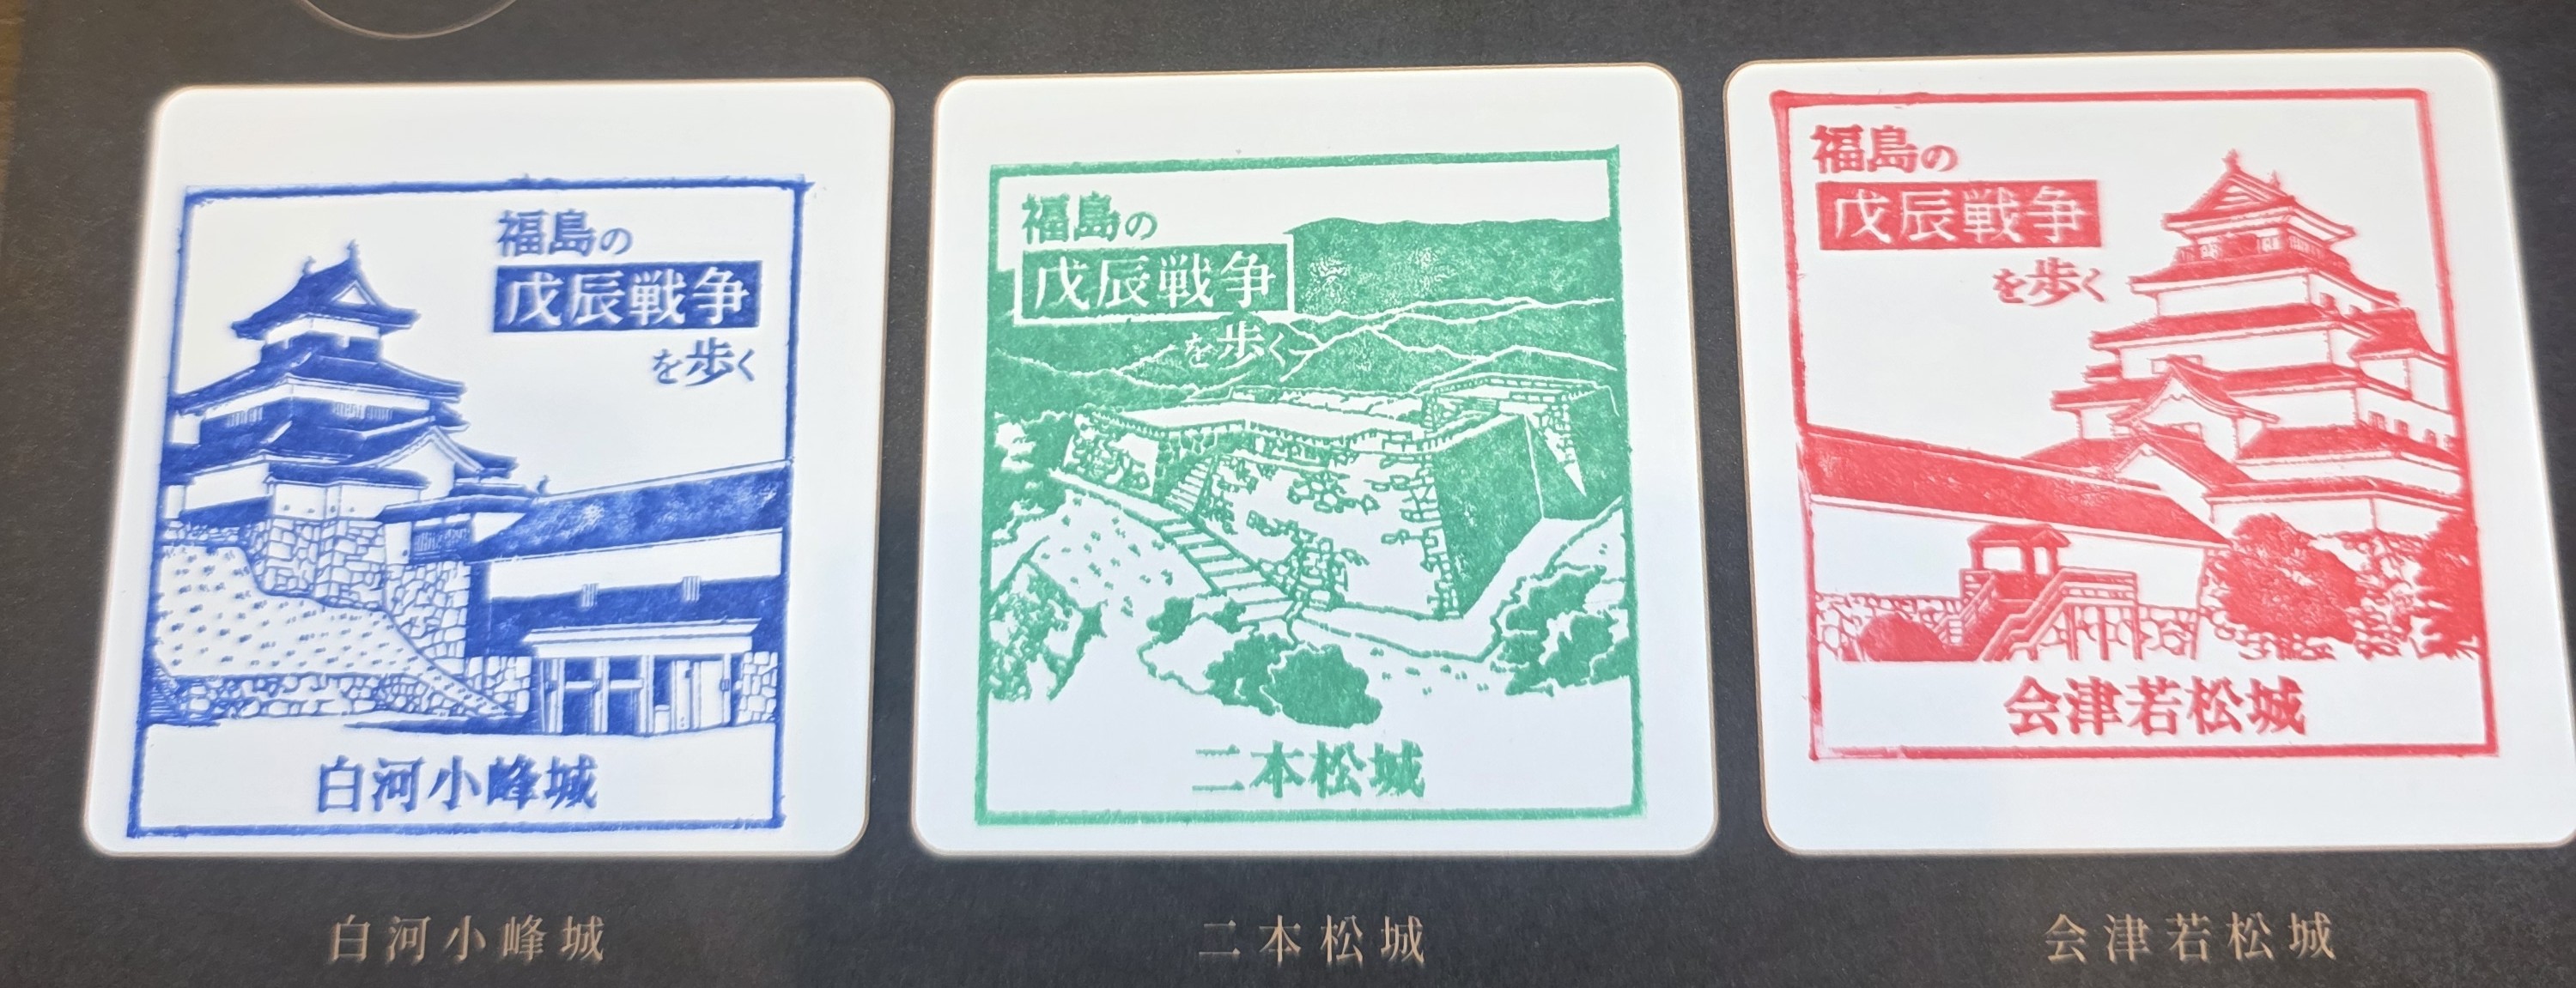 福島の
戊辰戦争
を歩く
白河小峰城
福島の
戊辰戦争
を歩く
二本松城
福島の
戊辰戦争
を歩く
会津若松城
白河小峰城
二本松城
会津若松城